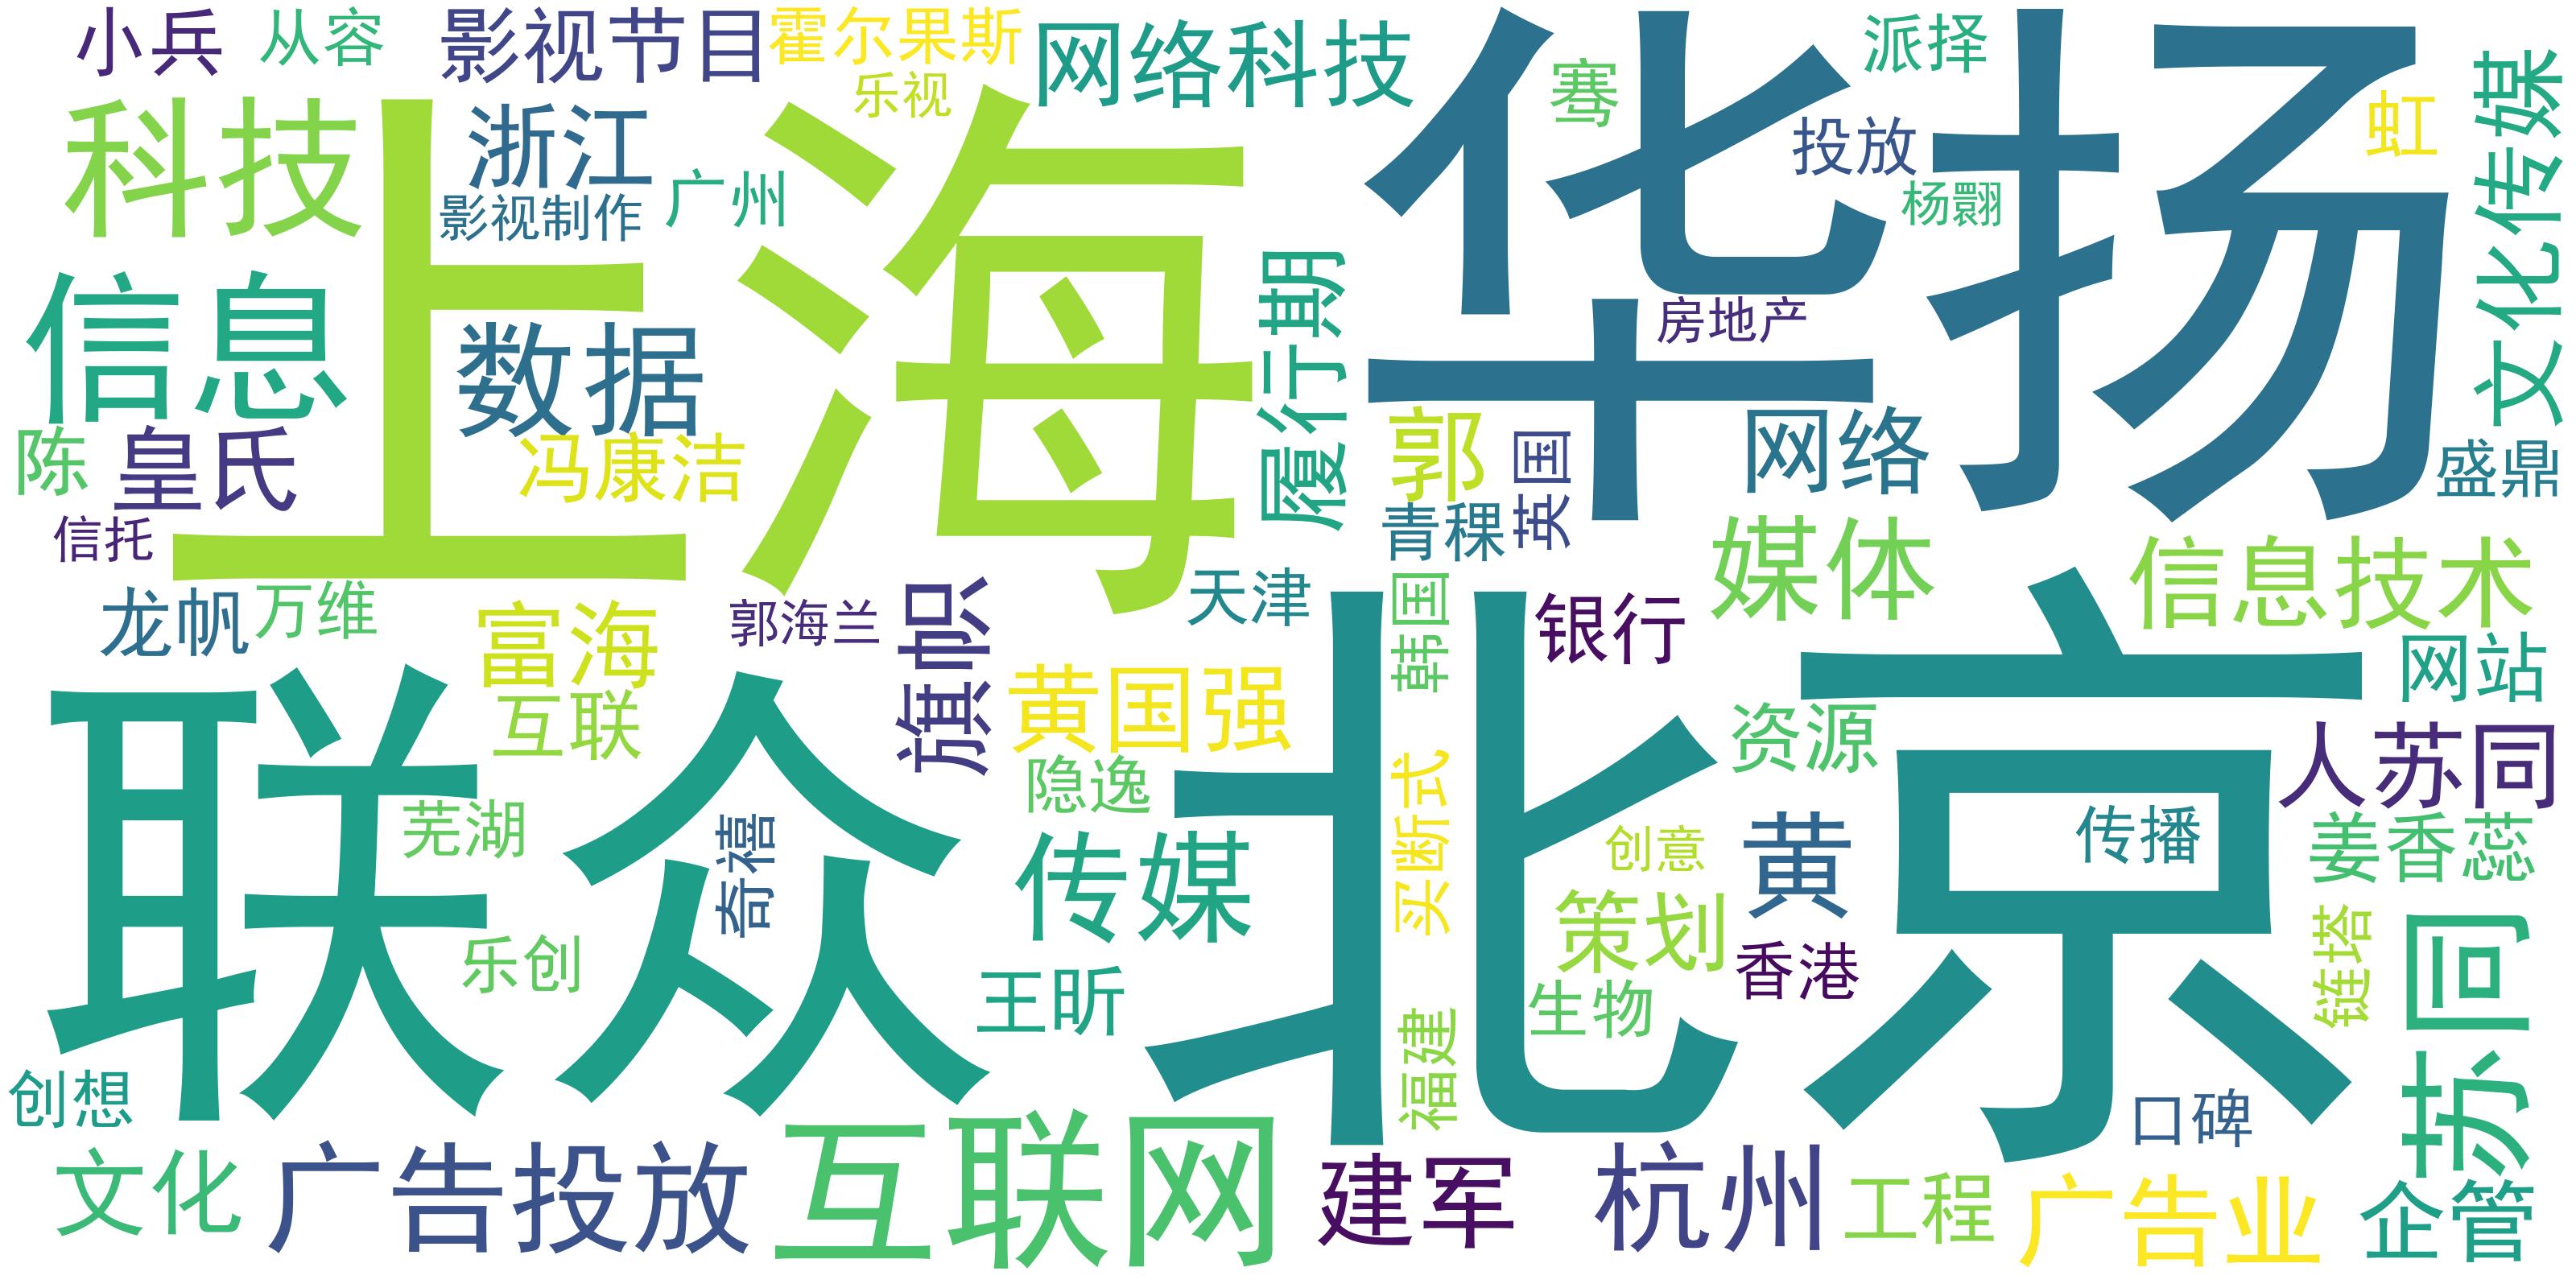 小兵
从容
影视节目
霍尔果斯
乐视
网络科技
华扬
派择
骞
投放
虹
杨翾
文化传媒
科技
浙江
影视制作
广州
上海
信息
数据
履行期
房地产
陈
皇氏
冯康洁
郭
英国
网络
盛鼎
信托
青稞
媒体
信息技术
龙帆
万维
富海
郭海兰
旗帜
天津
韩国
银行
北京
网站
联众
互联
黄国强
资源
人苏同
隐逸
买断式
芜湖
奇禧
传媒
创意
黄
传播
姜香蕊
策划
乐创
王昕
生物
香港
链塔
苏同
创想
福建
口碑
文化
广告投放
互联网
建军
杭州
工程
广告业
企管